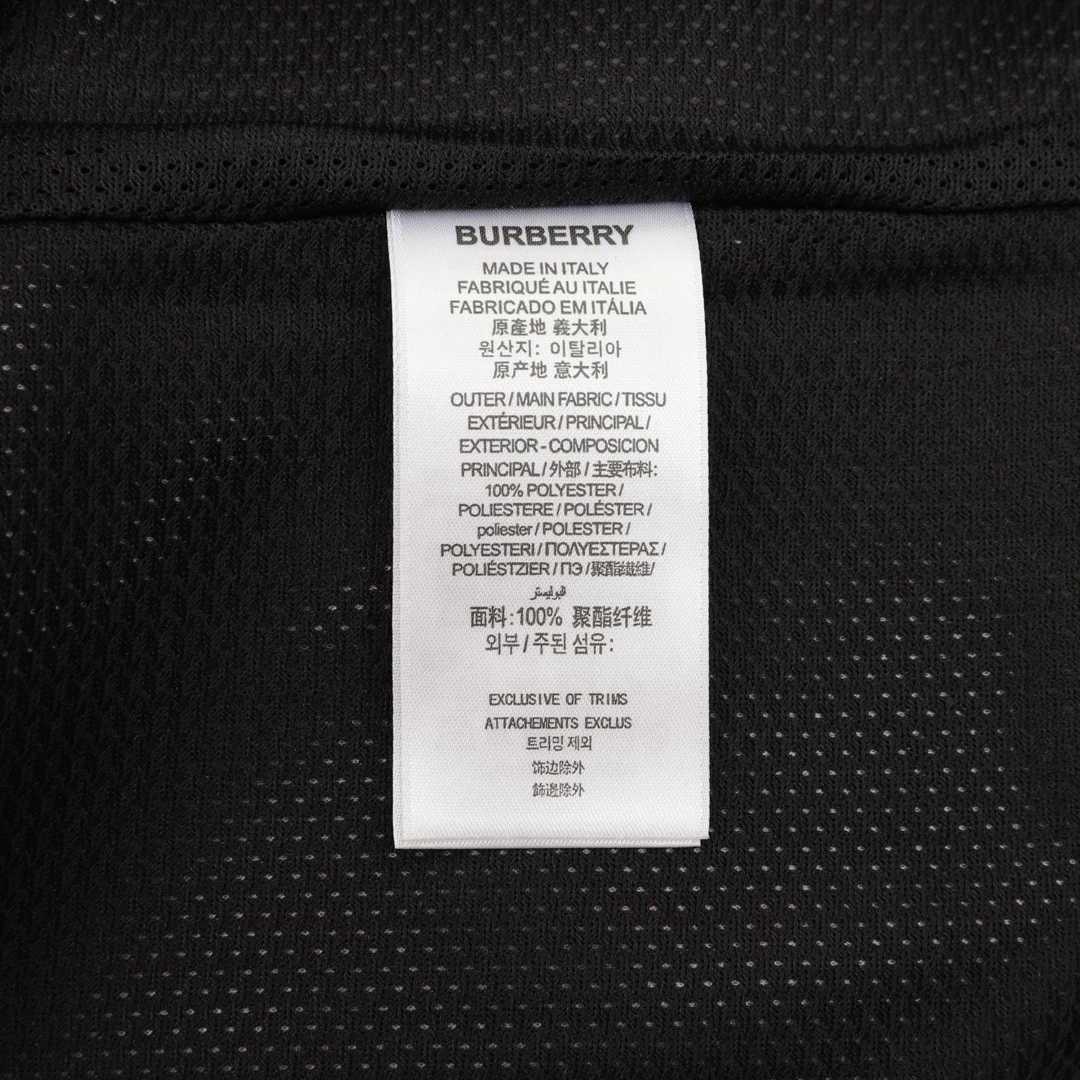 BURBERRY
MADE IN ITALY
FABRIQUÉ AU ITALIE
FABRICADO EM ITÁLIA
原產地 義大利
원산지: 이탈리아
原产地 意大利
OUTER / MAIN FABRIC / TISSU
EXTÉRIEUR / PRINCIPAL /
EXTERIOR - COMPOSICION
PRINCIPAL / 外部 / 主要布料:
100% POLYESTER /
POLIESTERE / POLÉSTER /
poliester / POLESTER /
POLYESTERI / ΠΟΛΥΕΣΤΕΡΑΣ /
POLIÉSTZIER / ПЭ / 聚酯纖維/
面料:100% 聚酯纤维
외부 / 주된 섬유:
EXCLUSIVE OF TRIMS
ATTACHEMENTS EXCLUS
트리밍 제외
饰边除外
飾邊除外